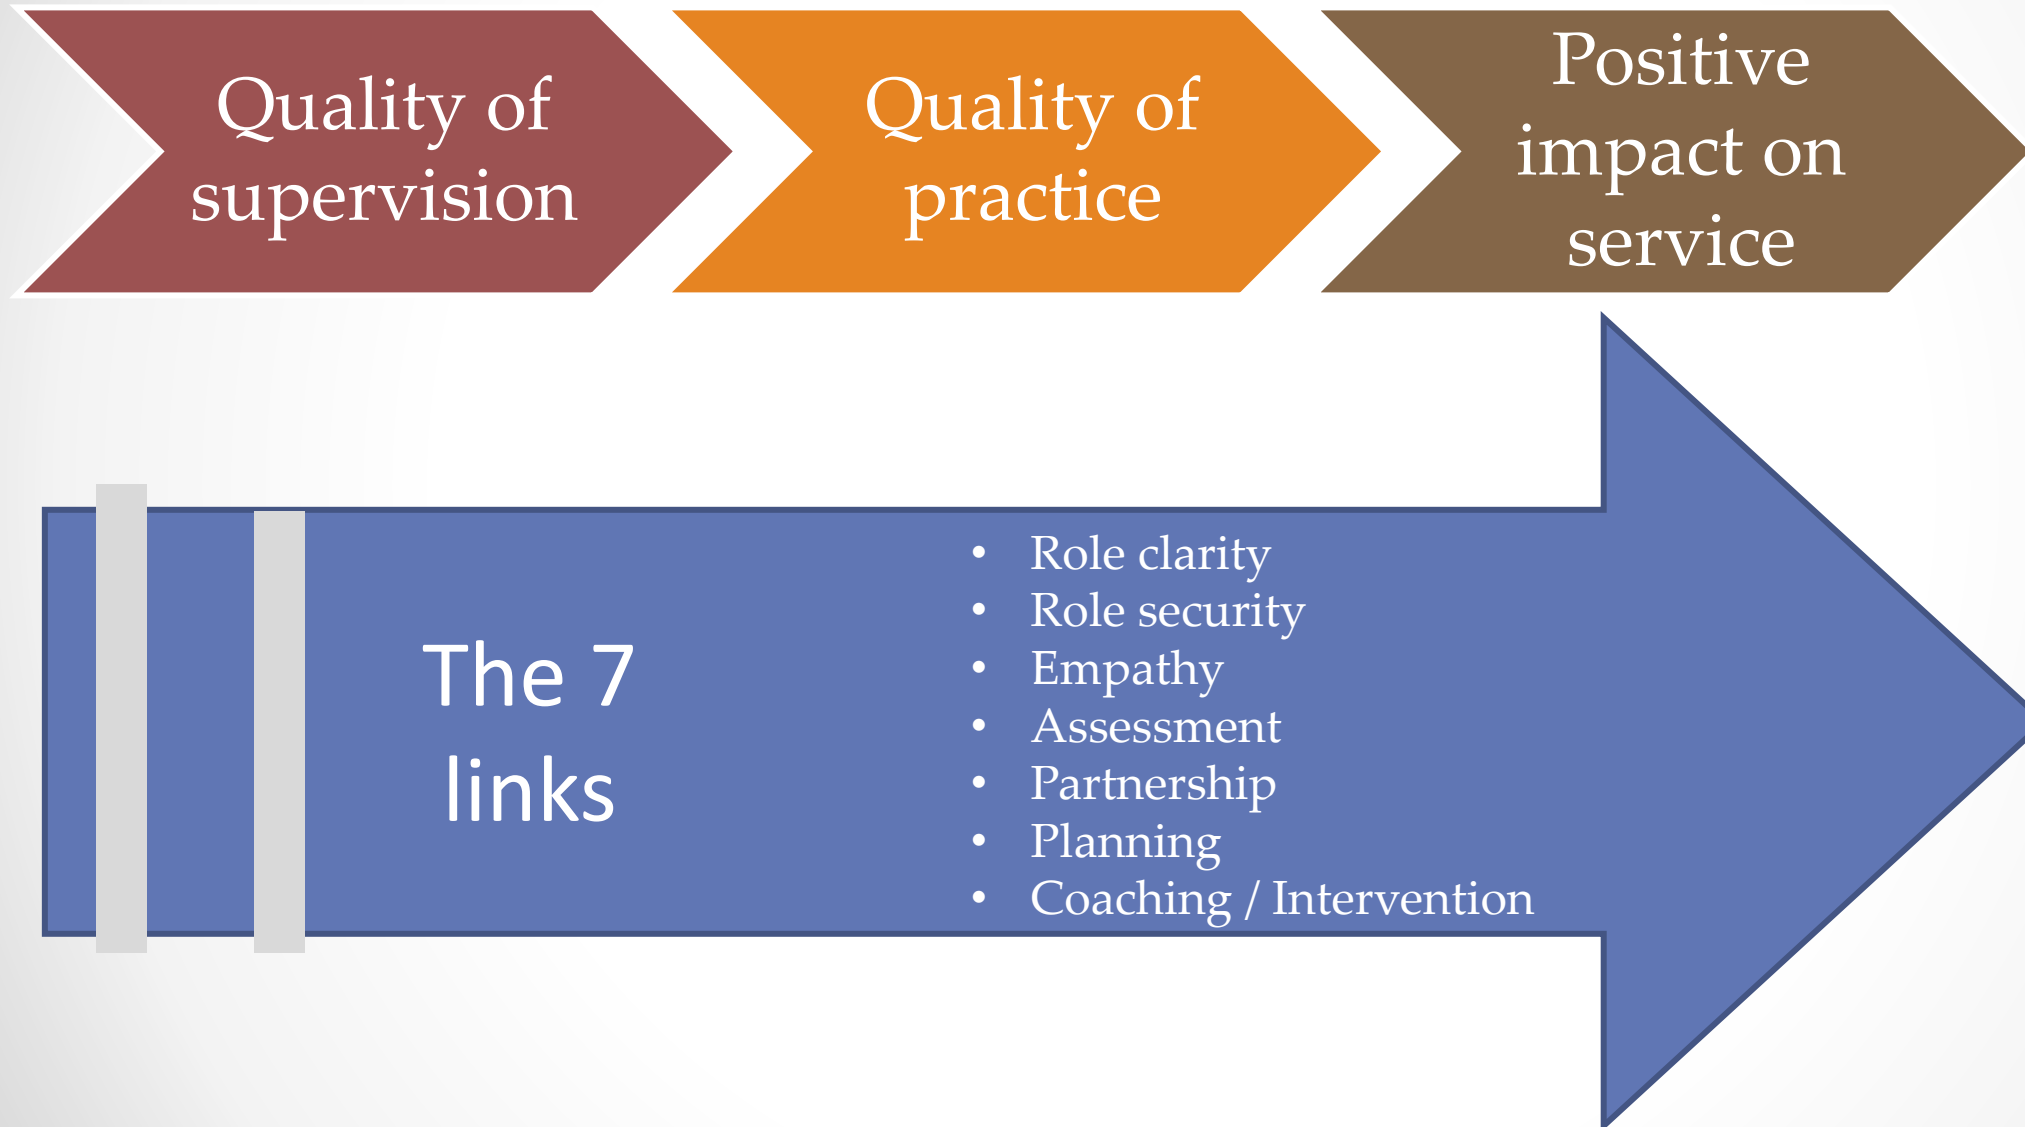 Quality of
supervision
Quality of
practice
Positive
impact on
service
The 7
links
• Role clarity
• Role security
• Empathy
• Assessment
• Partnership
• Planning
• Coaching / Intervention